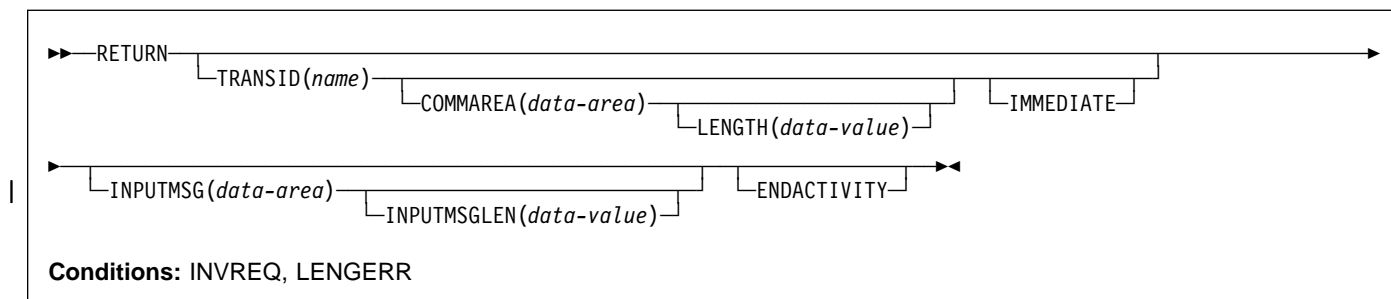 RETURN
TRANSID(name)
COMMAREA(data-area)
LENGTH(data-value)
IMMEDIATE
INPUTMSG(data-area)
INPUTMSGLEN(data-value)
ENDACTIVITY
Conditions: INVREQ, LENGERR